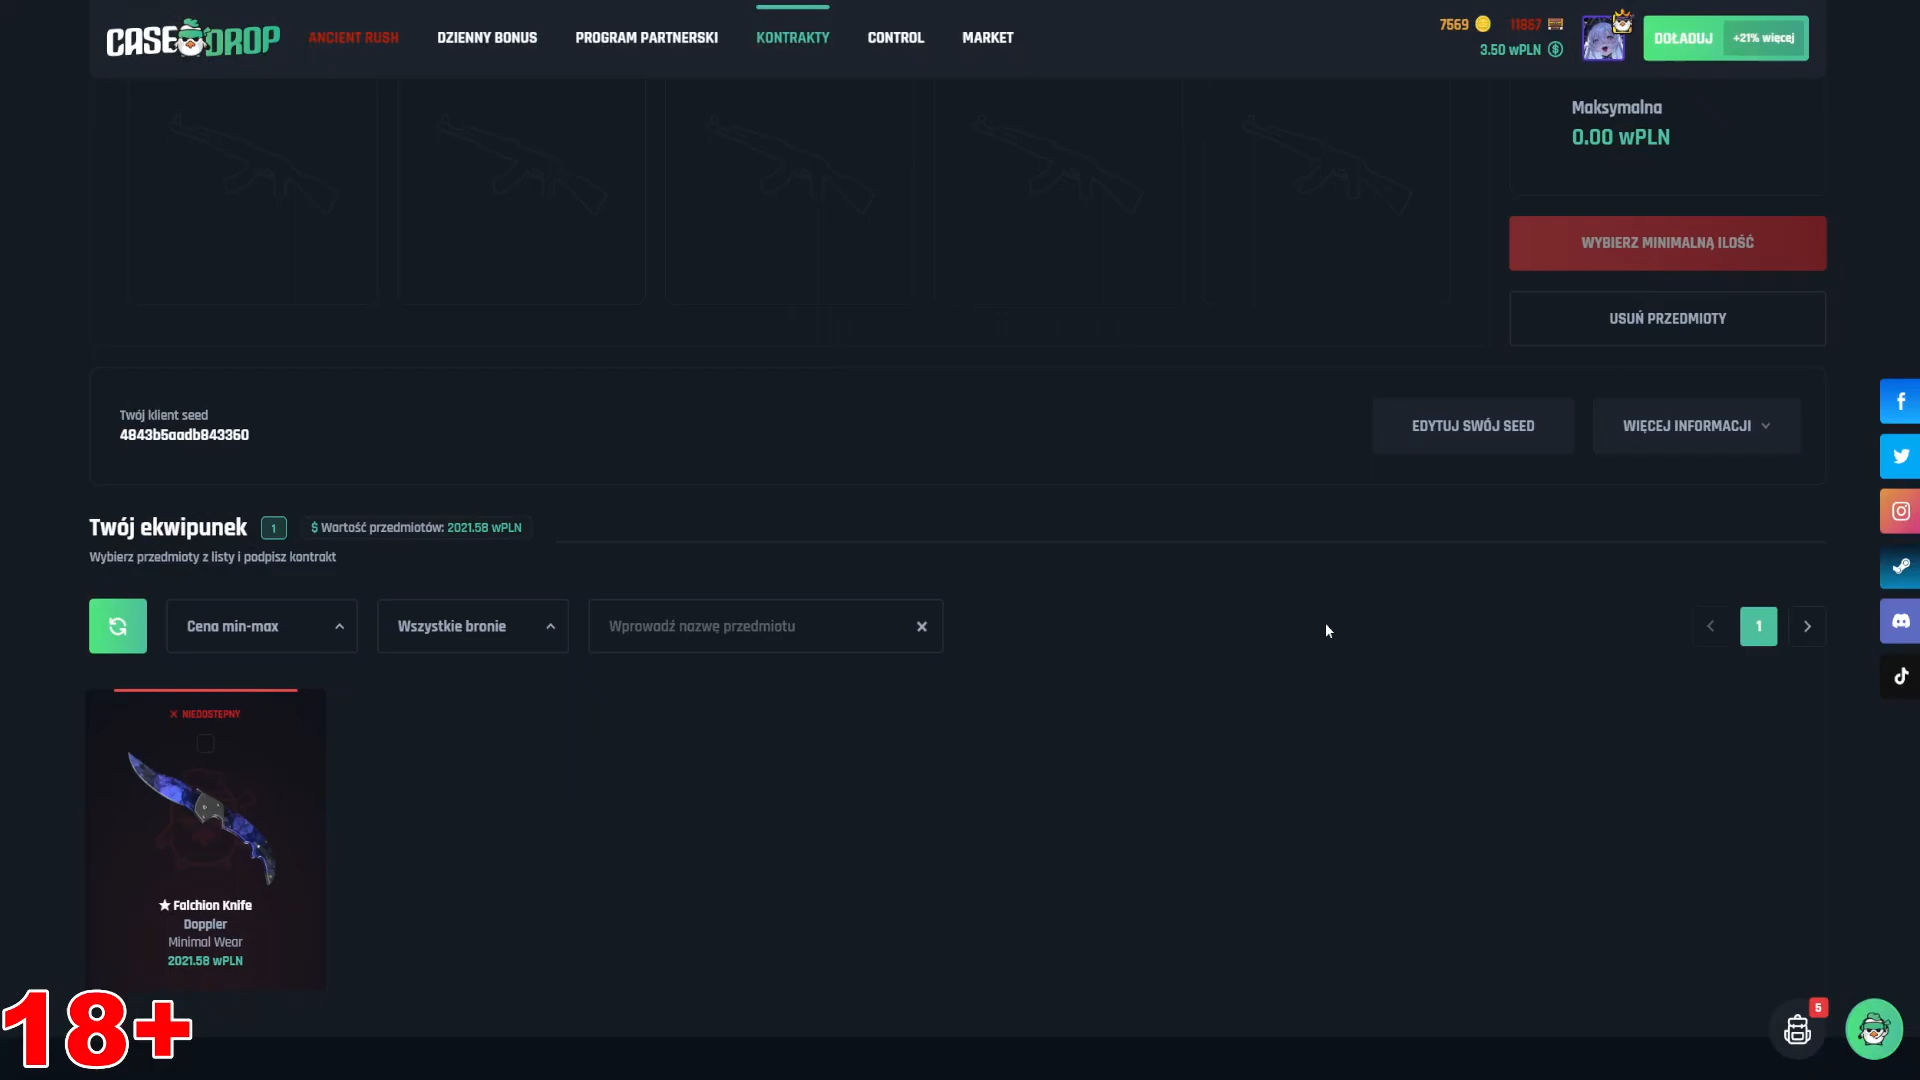 CASEDROP
ANCIENT RUSH
DZIENNY BONUS
PROGRAM PARTNERSKI
KONTRAKTY
CONTROL
MARKET
7569
11867
3.50 wPLN
DOŁADUJ
+21% więcej
Maksymalna
0.00 wPLN
WYBIERZ MINIMALNĄ ILOŚĆ
USUŃ PRZEDMIOTY
Twój klient seed
4843b5aadb843360
EDYTUJ SWÓJ SEED
WIĘCEJ INFORMACJI
Twój ekwipunek
1
$ Wartość przedmiotów: 2021.58 wPLN
Wybierz przedmioty z listy i podpisz kontrakt
Cena min-max
Wszystkie bronie
Wprowadź nazwę przedmiotu
1
NIEDOSTĘPNY
★ Falchion Knife
Doppler
Minimal Wear
2021.58 wPLN
18+
5